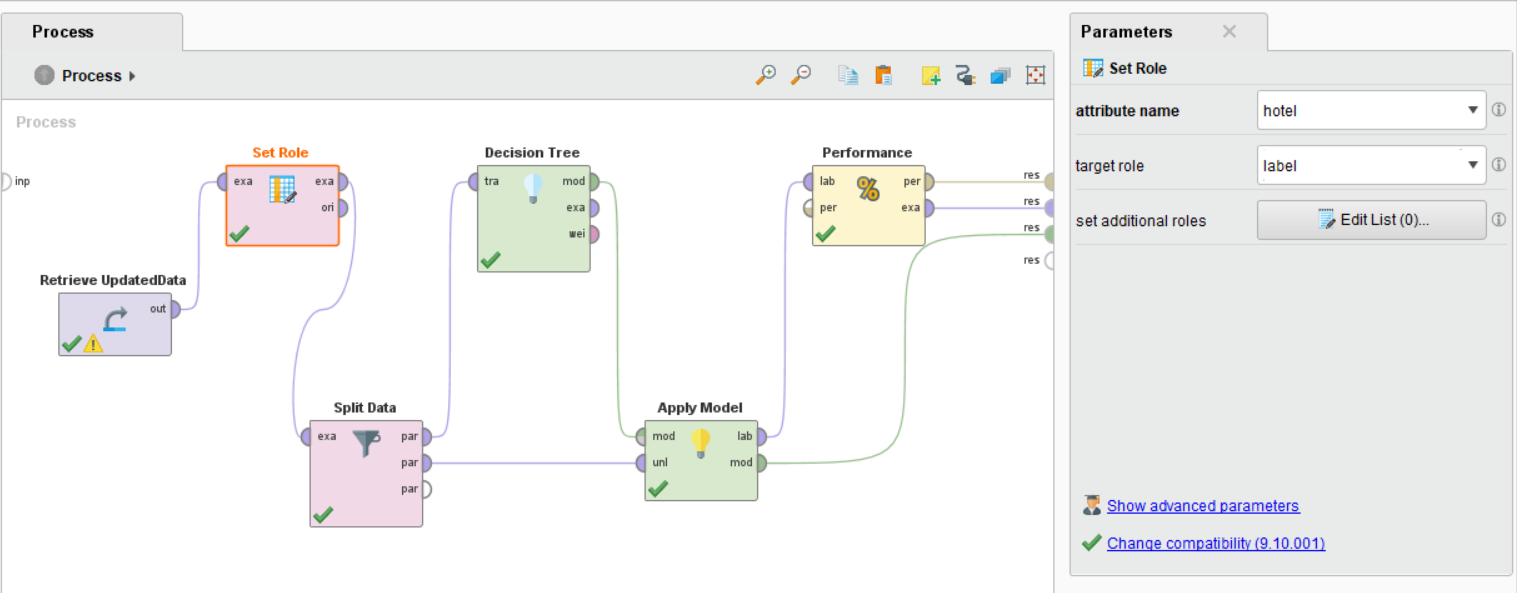 Process
Parameters
Process
Set Role
attribute name
hotel
Process
Set Role
Decision Tree
Performance
target role
label
inp
exa
exa
ori
tra
mod
exa
wei
lab
per
per
exa
res
res
res
res
set additional roles
Edit List (0)...
Retrieve UpdatedData
out
Split Data
exa
par
par
par
Apply Model
mod
lab
unl
mod
Show advanced parameters
Change compatibility (9.10.001)